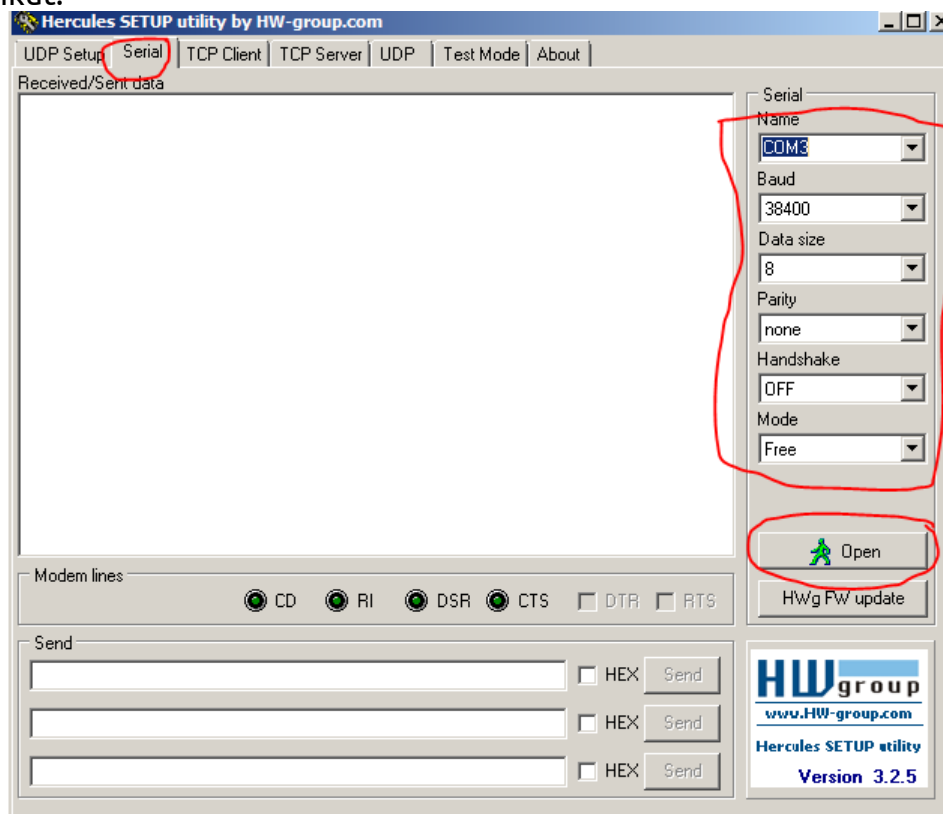 Hercules SETUP utility by HW-group.com
UDP Setup Serial TCP Client TCP Server UDP Test Mode About
Received/Sent data
Serial
Name
COM3
Baud
38400
Data size
8
Parity
none
Handshake
OFF
Mode
Free
Open
HWg FW update
Modem lines
CD RI DSR CTS DTR RTS
Send
HEX Send
HEX Send
HEX Send
HW group
www.HW-group.com
Hercules SETUP utility
Version 3.2.5